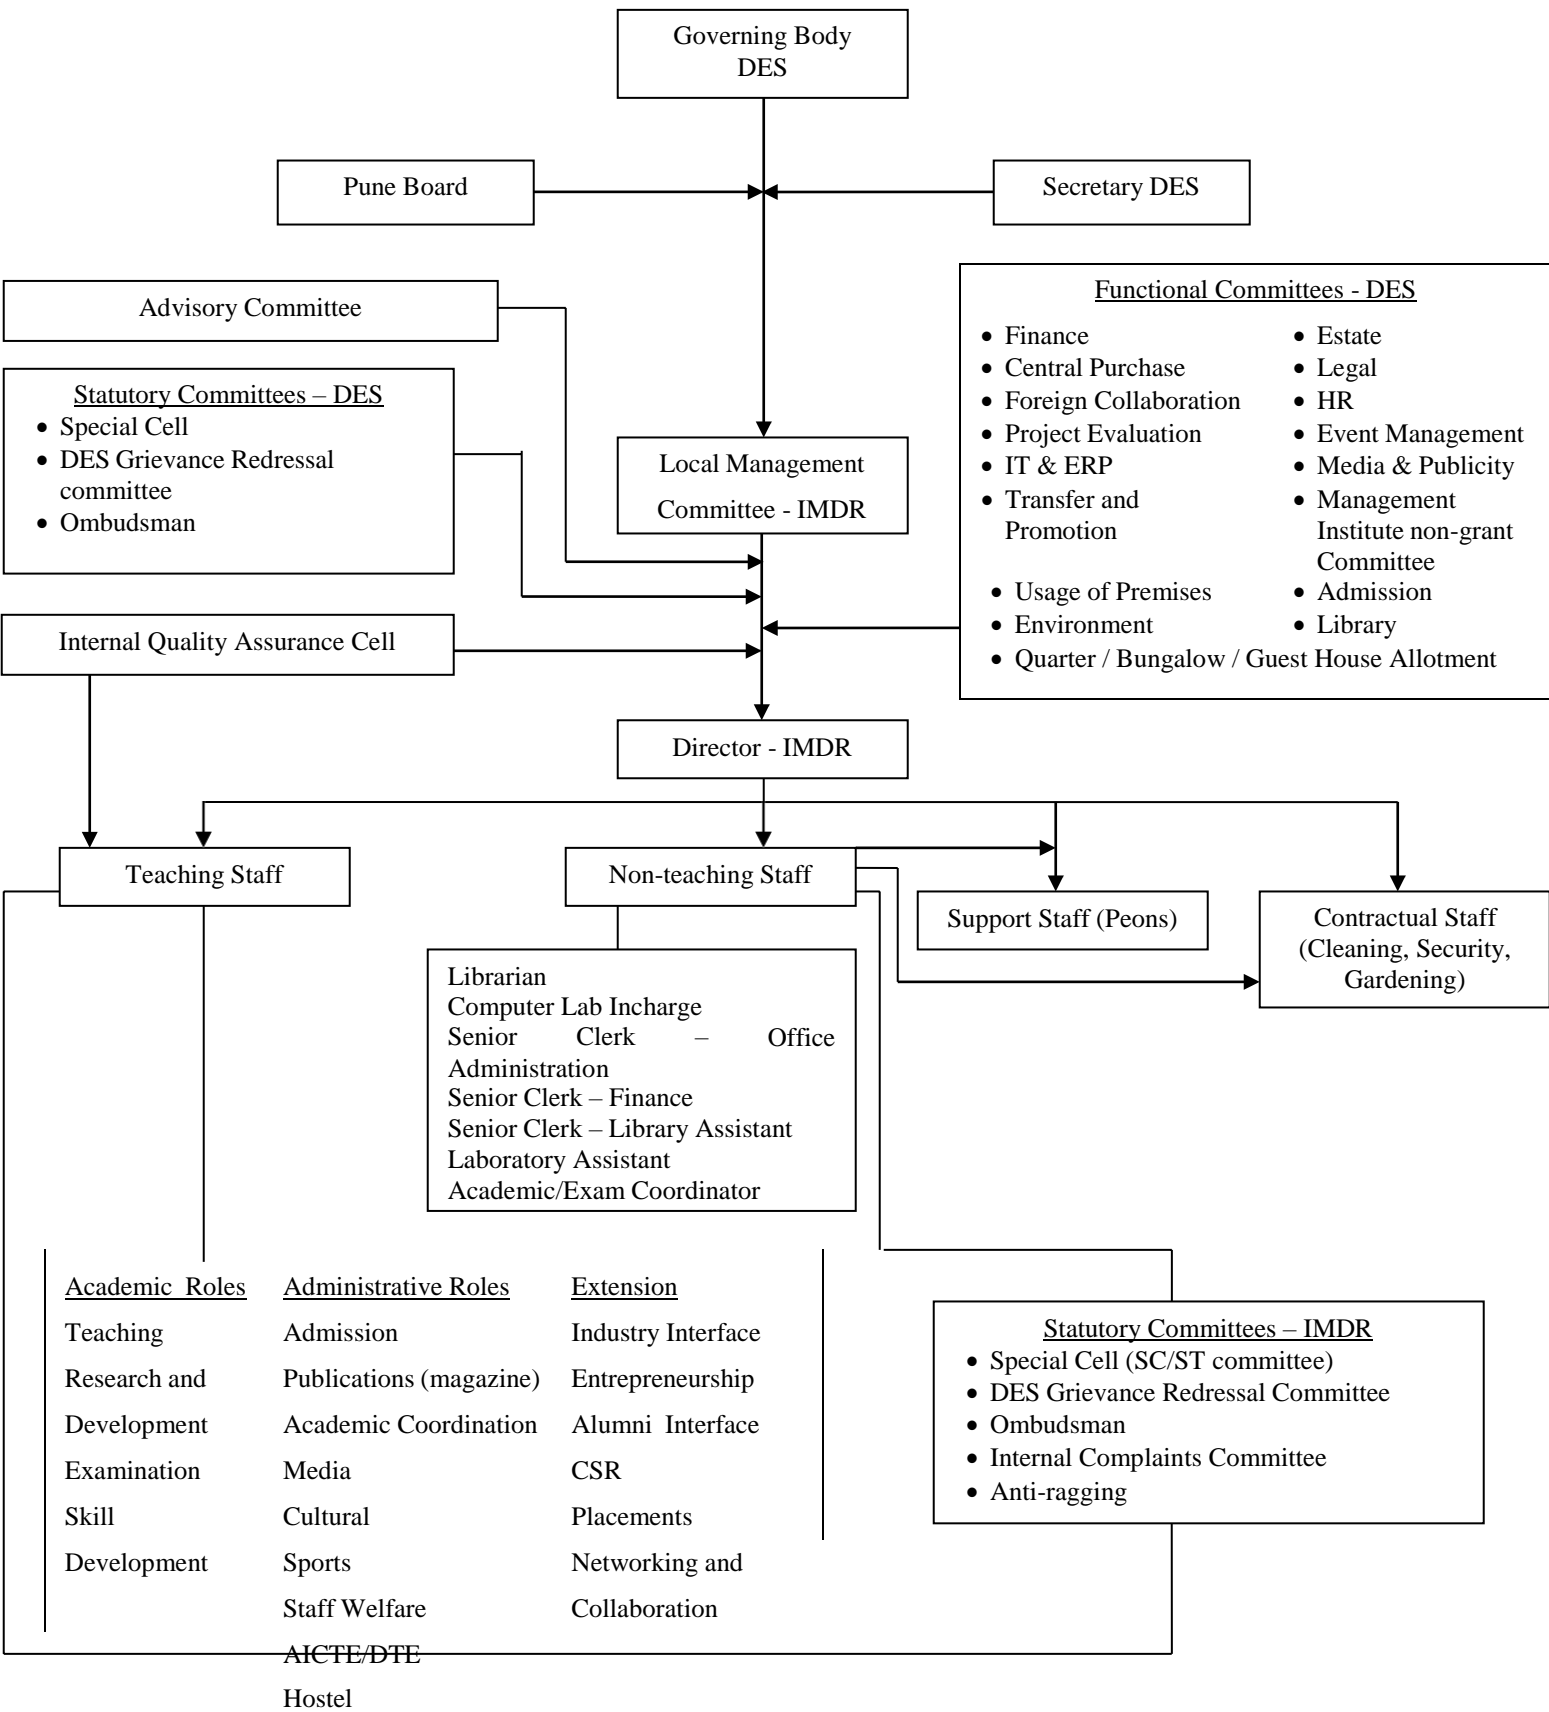 Governing Body
DES
Pune Board
Secretary DES
Advisory Committee
Functional Committees - DES
• Finance
• Central Purchase
• Foreign Collaboration
• Project Evaluation
• IT & ERP
• Transfer and
Promotion
• Usage of Premises
• Environment
• Estate
• Legal
• HR
• Event Management
• Media & Publicity
• Management
Institute non-grant
Committee
• Admission
• Library
• Quarter / Bungalow / Guest House Allotment
Statutory Committees – DES
• Special Cell
• DES Grievance Redressal
committee
• Ombudsman
Local Management
Committee - IMDR
Internal Quality Assurance Cell
Director - IMDR
Teaching Staff
Non-teaching Staff
Support Staff (Peons)
Contractual Staff
(Cleaning, Security,
Gardening)
Librarian
Computer Lab Incharge
Senior Clerk – Office
Administration
Senior Clerk – Finance
Senior Clerk – Library Assistant
Laboratory Assistant
Academic/Exam Coordinator
Academic Roles
Teaching
Research and
Development
Examination
Skill
Development
Administrative Roles
Admission
Publications (magazine)
Academic Coordination
Media
Cultural
Sports
Staff Welfare
AICTE/DTE
Hostel
Extension
Industry Interface
Entrepreneurship
Alumni Interface
CSR
Placements
Networking and
Collaboration
Statutory Committees – IMDR
• Special Cell (SC/ST committee)
• DES Grievance Redressal Committee
• Ombudsman
• Internal Complaints Committee
• Anti-ragging